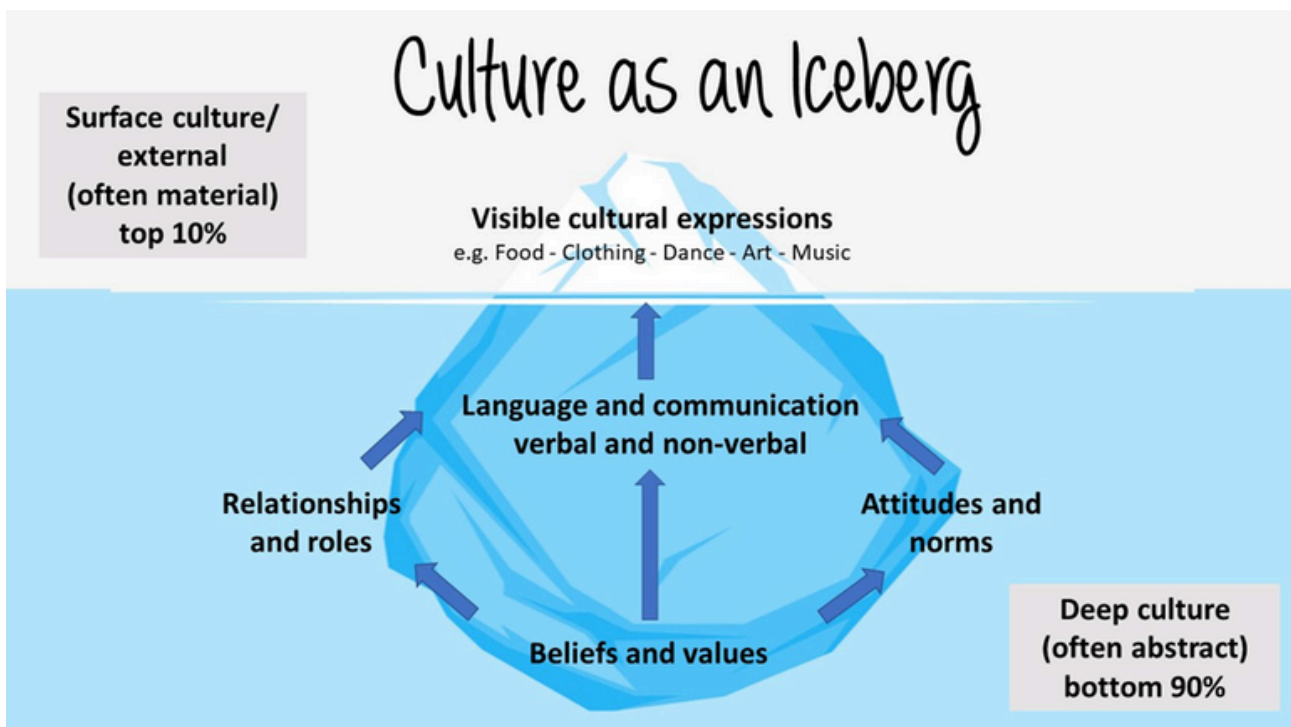 Culture as an Iceberg
Surface culture/
external
(often material)
top 10%
Visible cultural expressions
e.g. Food - Clothing - Dance - Art - Music
Language and communication
verbal and non-verbal
Relationships
and roles
Attitudes and
norms
Beliefs and values
Deep culture
(often abstract)
bottom 90%